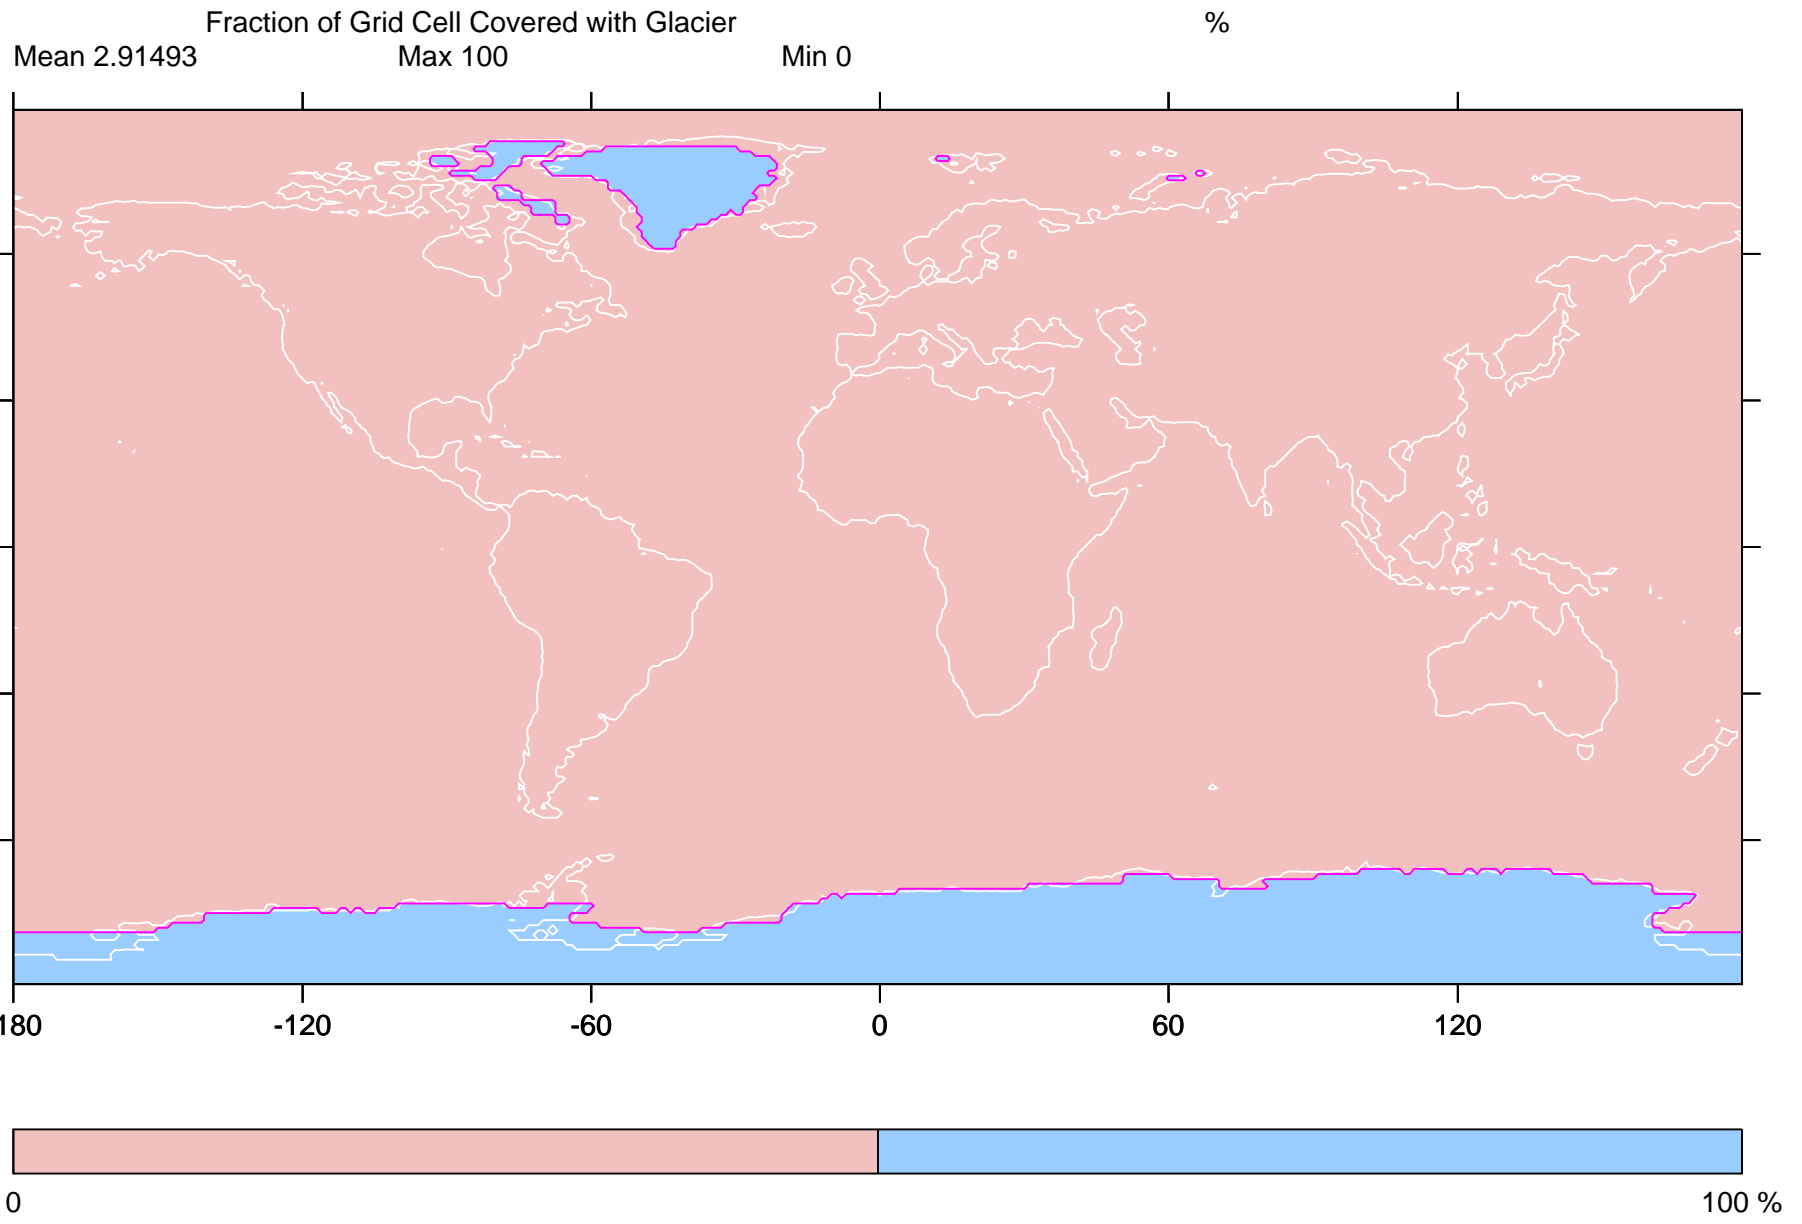 Fraction of Grid Cell Covered with Glacier %
Mean 2.91493 Max 100 Min 0
180 -120 -60 0 60 120
0 100 %